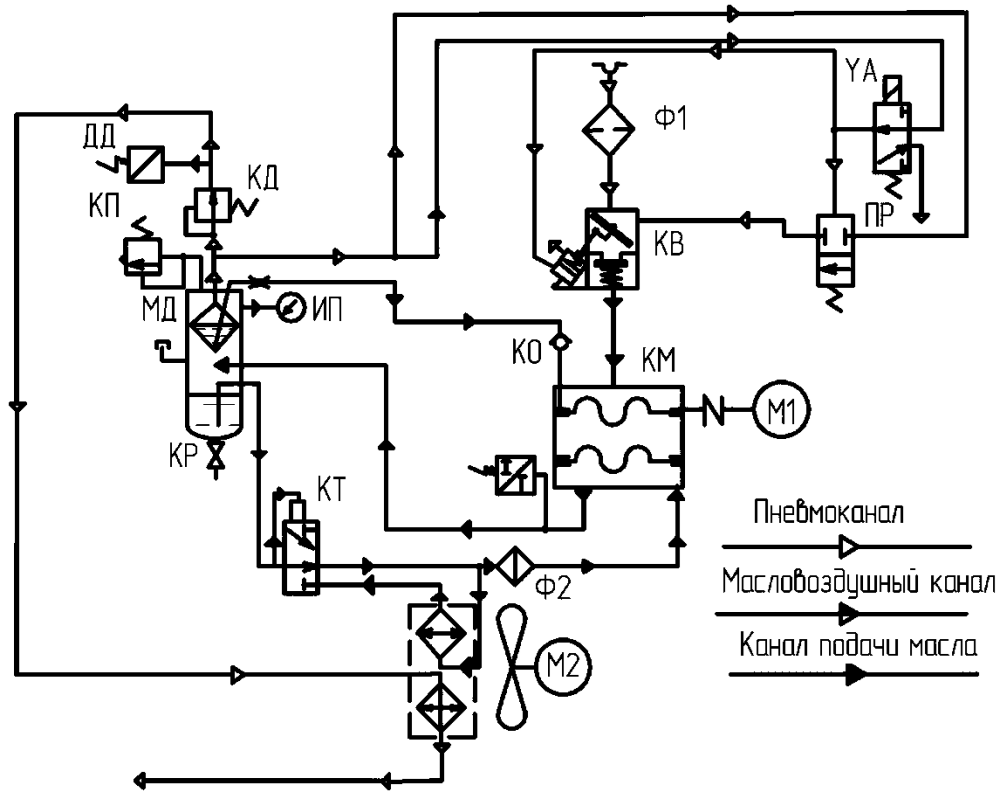 YA
Ф1
ДД
КД
КП
ПР
КВ
МД
ИП
КО
КМ
М1
КР
КТ
Пневмоканал
Ф2
Масловоздушный канал
Канал подачи масла
М2